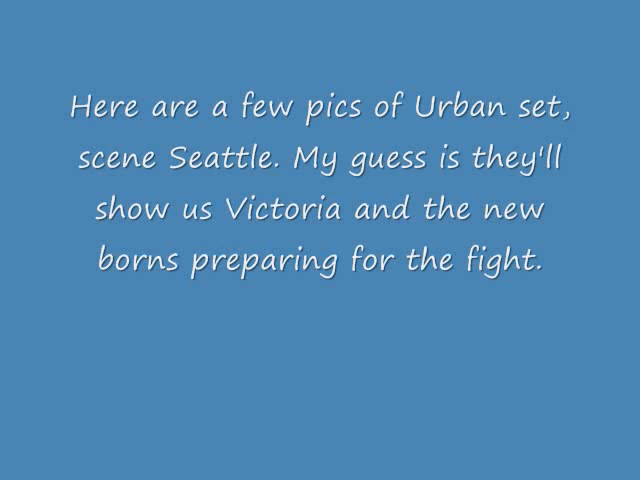 Here are a few pics of Urban set,
scene Seattle. My guess is they'll
show us Victoria and the new
borns preparing for the fight.